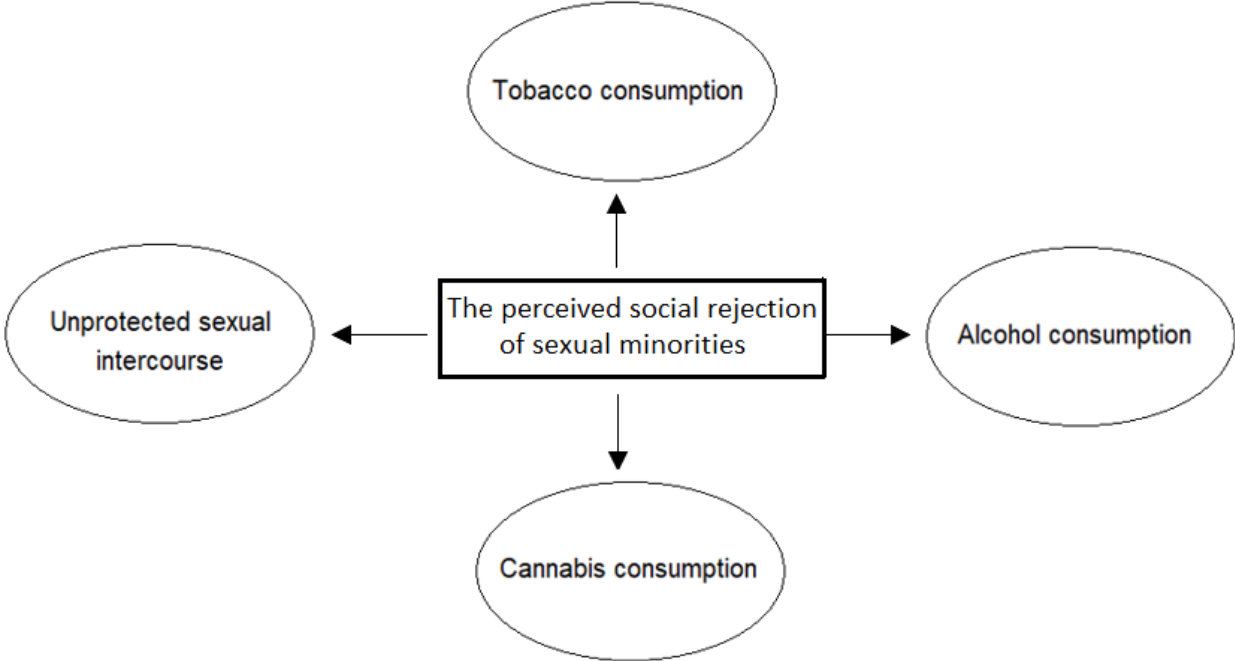 Tobacco consumption
Unprotected sexual
intercourse
The perceived social rejection
of sexual minorities
Alcohol consumption
Cannabis consumption